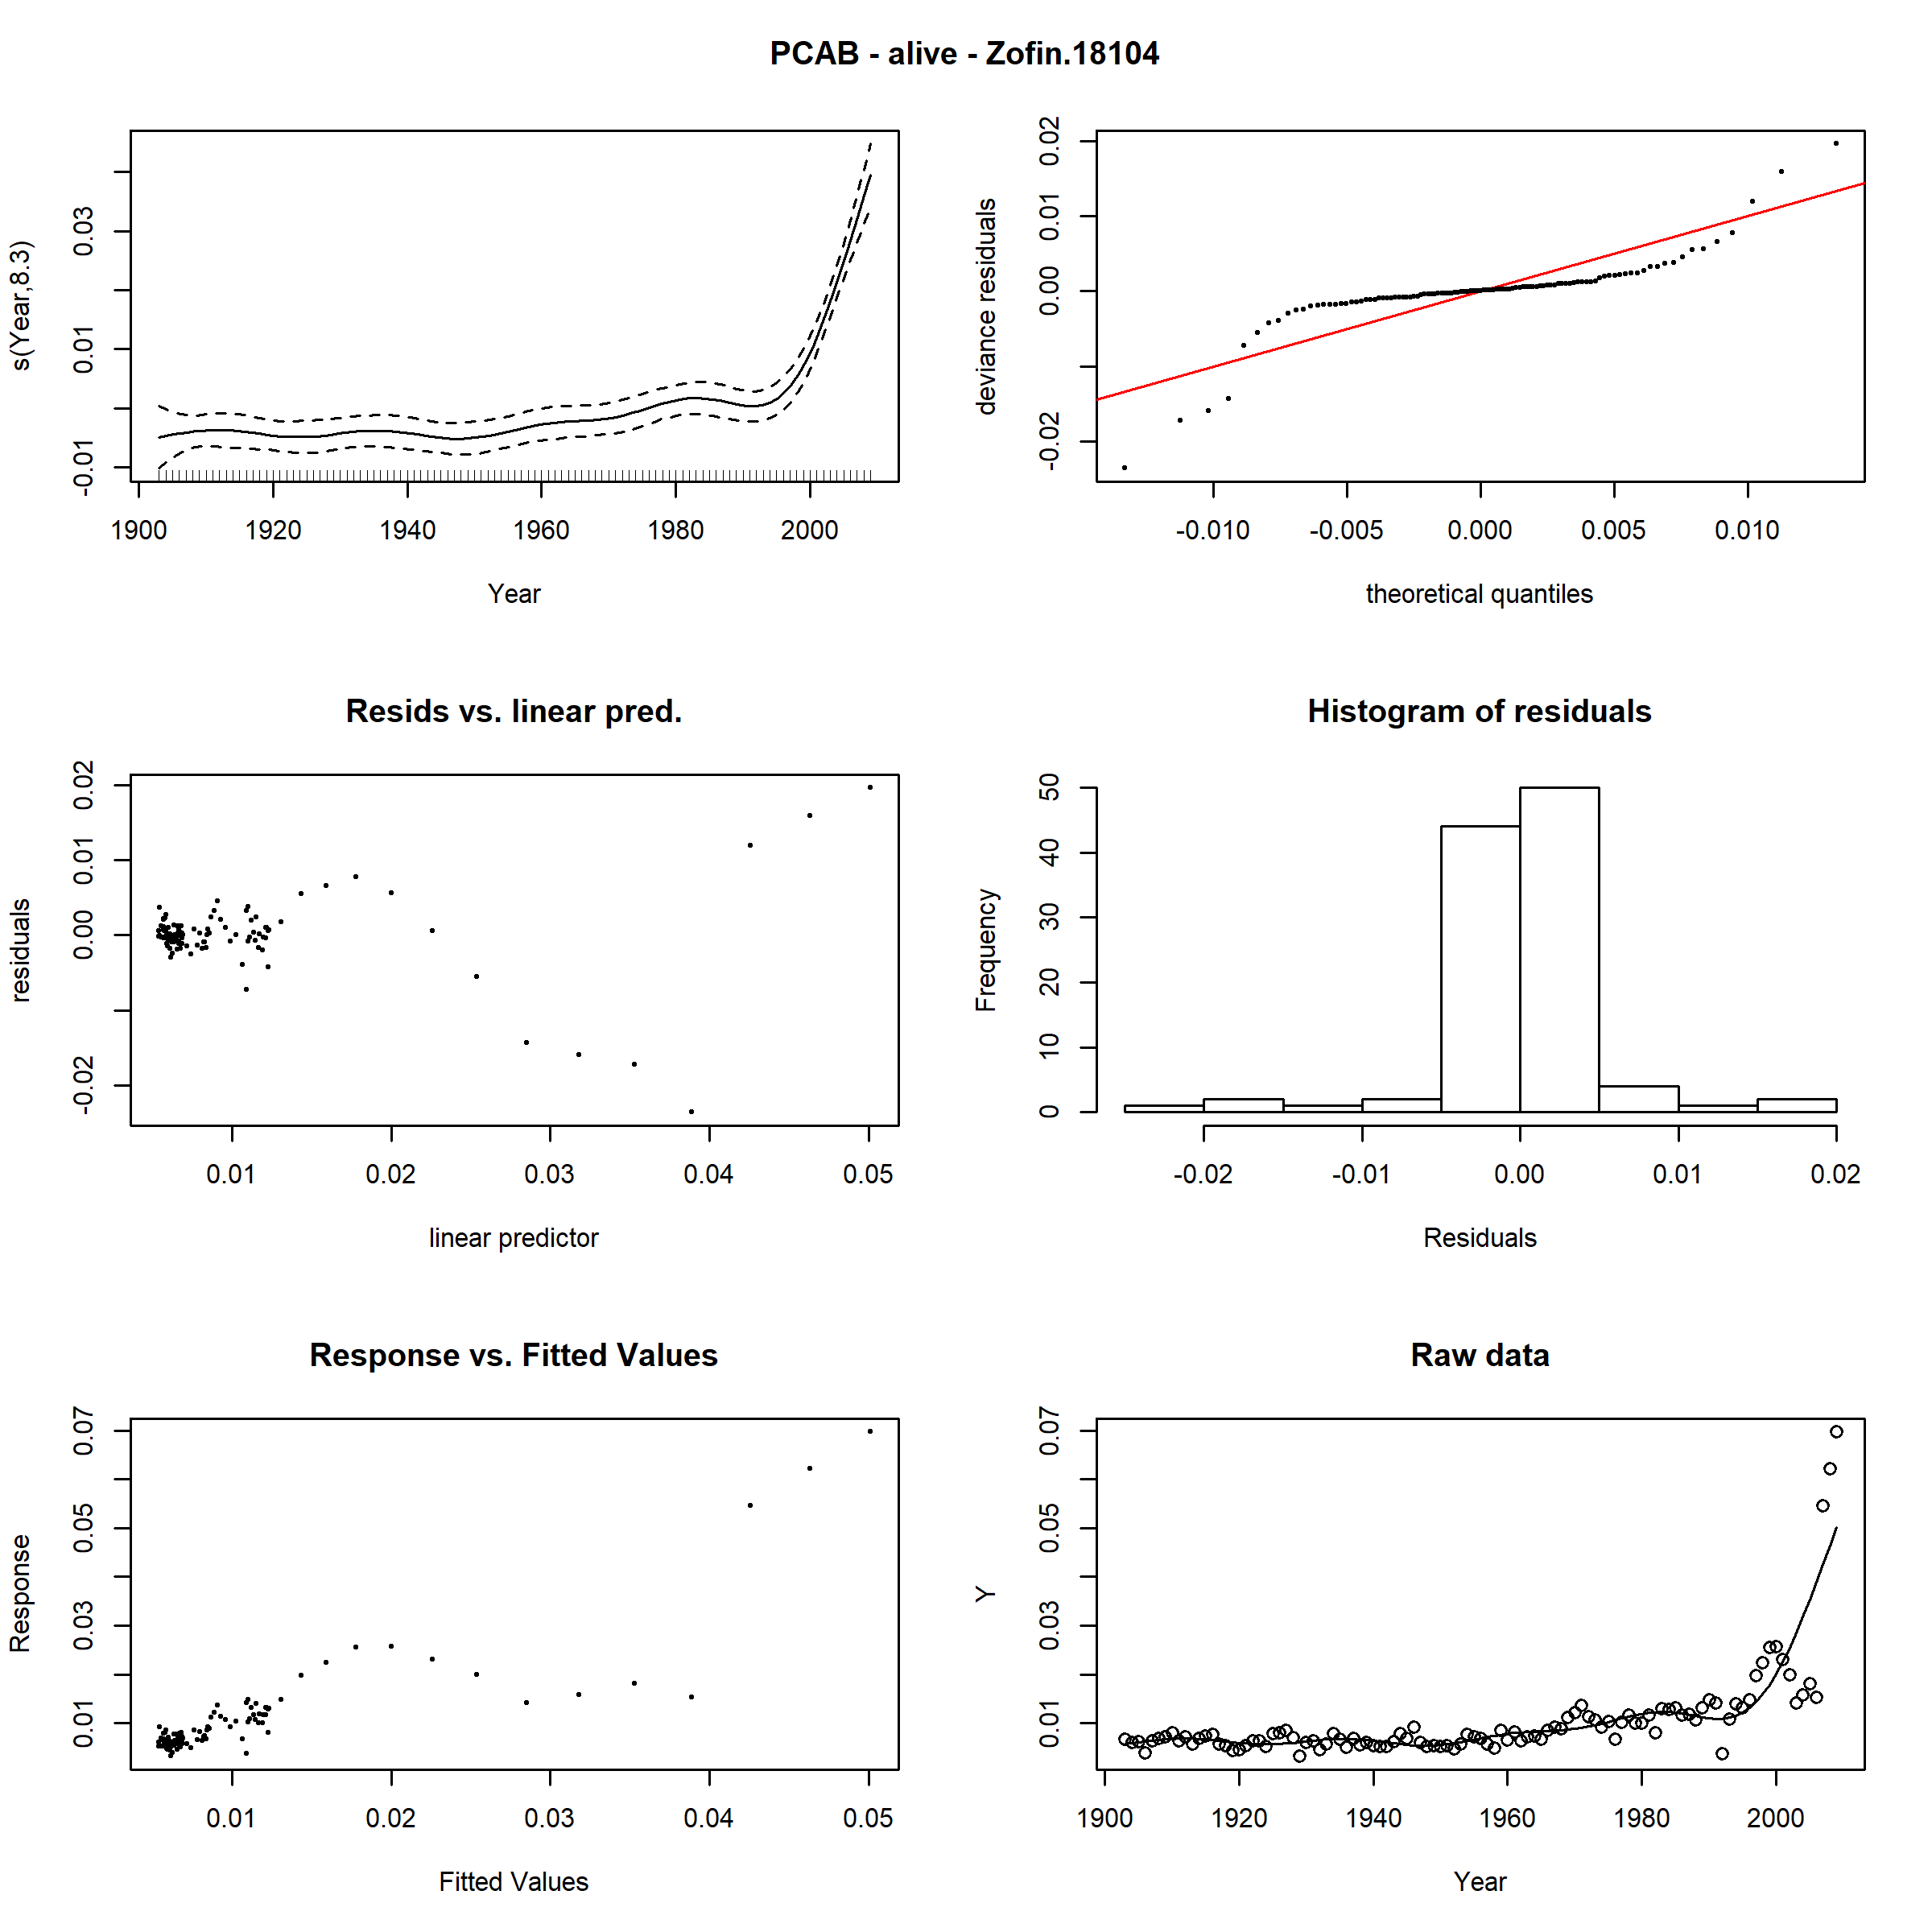 PCAB - alive - Zofin.18104
s(Year,8.3)
-0.01 0.01 0.03
1900 1920 1940 1960 1980 2000
Year
deviance residuals
-0.02 0.00 0.01 0.02
-0.010 -0.005 0.000 0.005 0.010
theoretical quantiles
Resids vs. linear pred.
residuals
-0.02 0.00 0.01 0.02
0.01 0.02 0.03 0.04 0.05
linear predictor
Histogram of residuals
Frequency
0 10 20 30 40 50
-0.02 -0.01 0.00 0.01 0.02
Residuals
Response vs. Fitted Values
Response
0.01 0.03 0.05 0.07
0.01 0.02 0.03 0.04 0.05
Fitted Values
Raw data
Y
0.01 0.03 0.05 0.07
1900 1920 1940 1960 1980 2000
Year